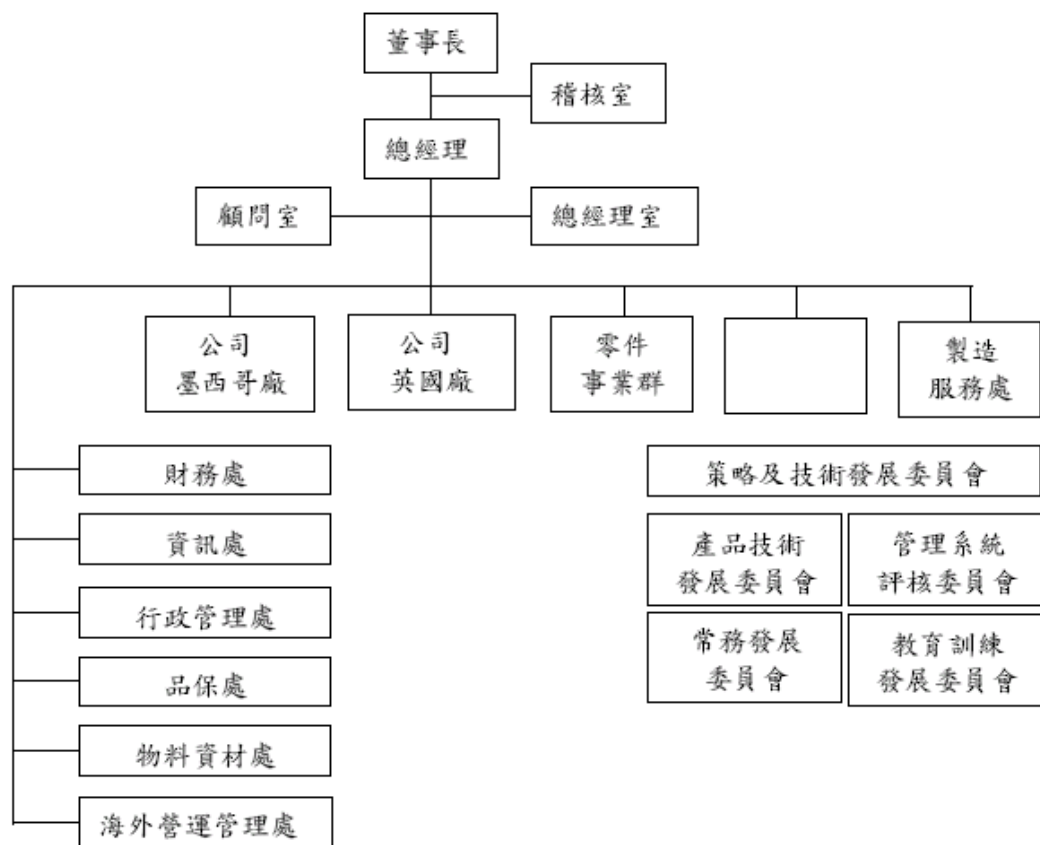 董事長
稽核室
總經理
顧問室
總經理室
公司
墨西哥廠
公司
英國廠
零件
事業群
製造
服務處
財務處
資訊處
行政管理處
品保處
物料資材處
海外營運管理處
策略及技術發展委員會
產品技術
發展委員會
管理系統
評核委員會
常務發展
委員會
教育訓練
發展委員會